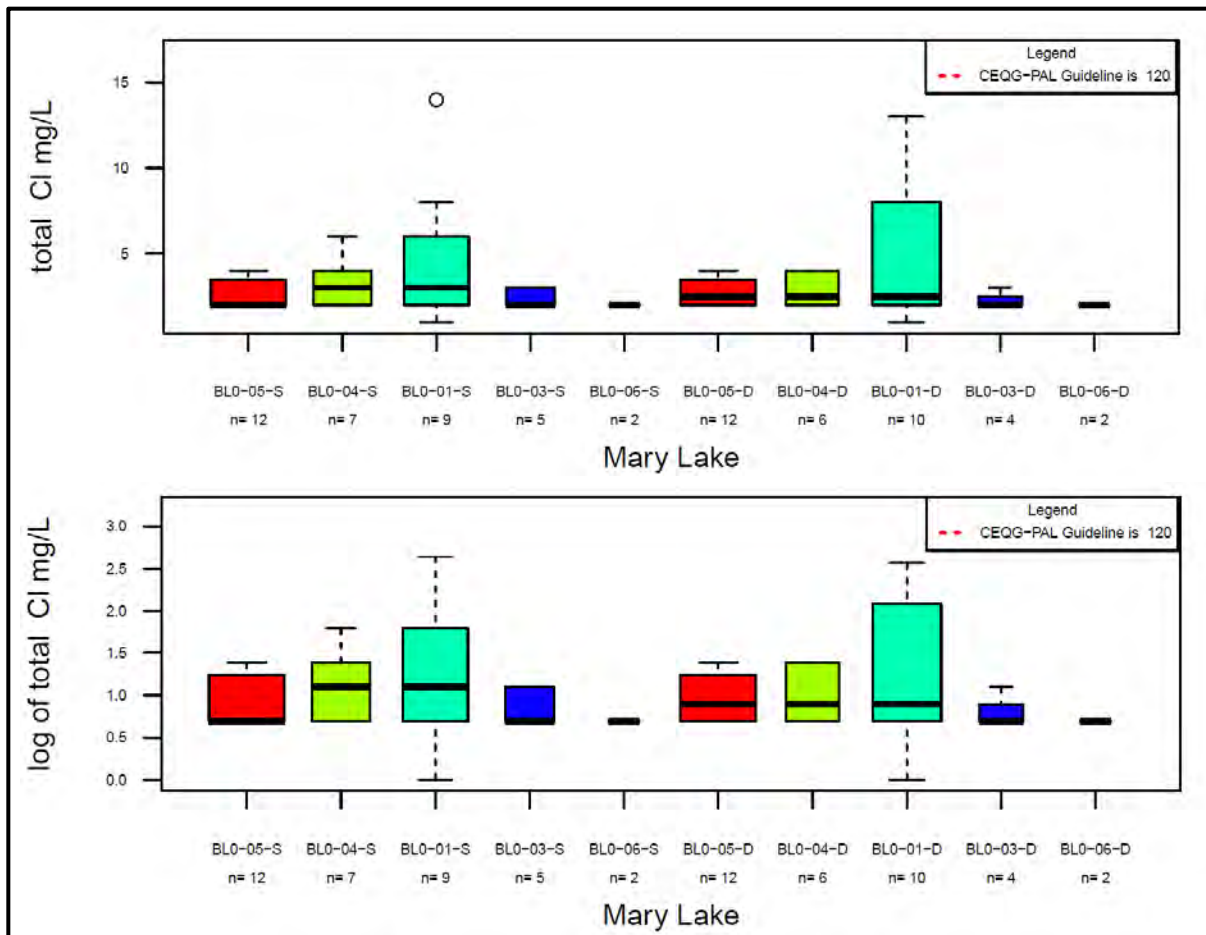 Legend
CEQG-PAL Guideline is 120
total Cl mg/L
15
10
5
BL0-05-S BL0-04-S BL0-01-S BL0-03-S BL0-06-S BL0-05-D BL0-04-D BL0-01-D BL0-03-D BL0-06-D
n= 12 n= 7 n= 9 n= 5 n= 2 n= 12 n= 6 n= 10 n= 4 n= 2
Mary Lake
Legend
CEQG-PAL Guideline is 120
log of total Cl mg/L
3.0
2.5
2.0
1.5
1.0
0.5
0.0
BL0-05-S BL0-04-S BL0-01-S BL0-03-S BL0-06-S BL0-05-D BL0-04-D BL0-01-D BL0-03-D BL0-06-D
n= 12 n= 7 n= 9 n= 5 n= 2 n= 12 n= 6 n= 10 n= 4 n= 2
Mary Lake